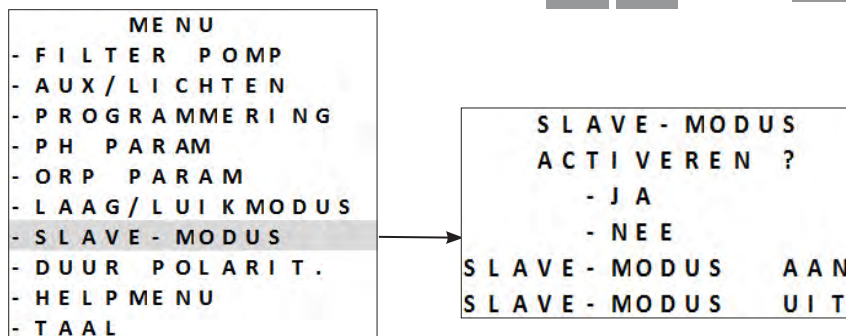 MENU
- FILTER POMP
- AUX/LICHTEN
- PROGRAMMERING
- PH PARAM
- ORP PARAM
- LAAG/LUIKMODUS
- SLAVE-MODUS
- DUUR POLARIT.
- HELPMENU
- TAAL
SLAVE-MODUS
ACTIVEREN ?
- JA
- NEE
SLAVE-MODUS AAN
SLAVE-MODUS UIT